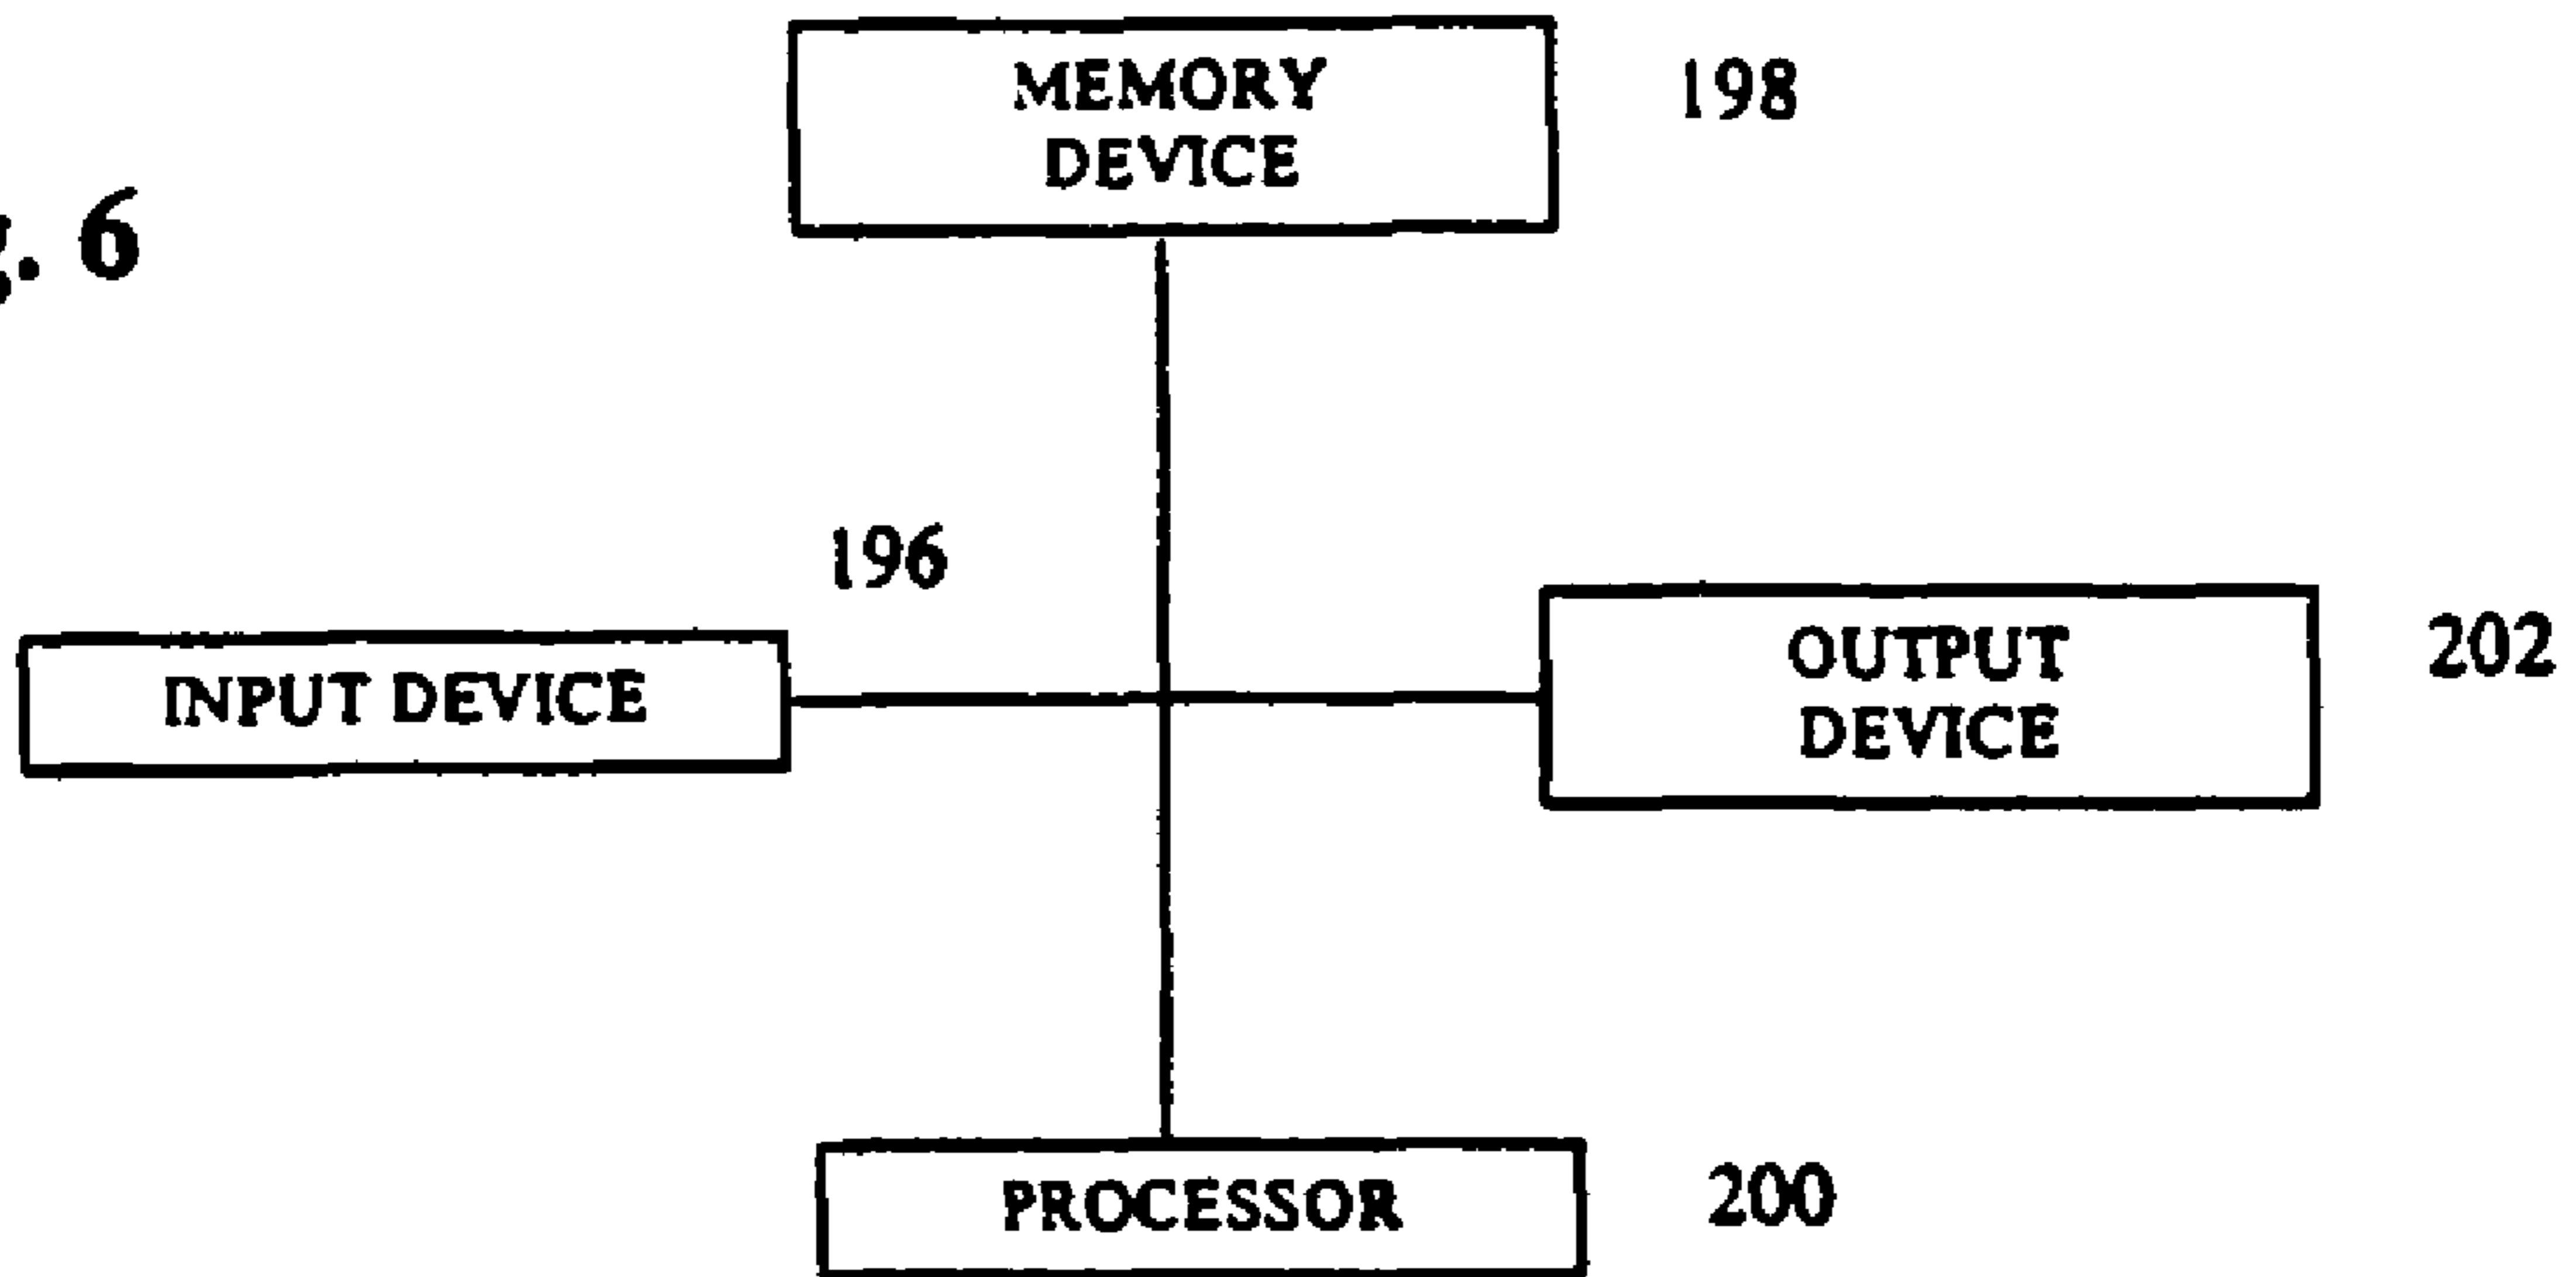 MEMORY
DEVICE
198
g. 6
196
INPUT DEVICE
OUTPUT
DEVICE
202
PROCESSOR
200